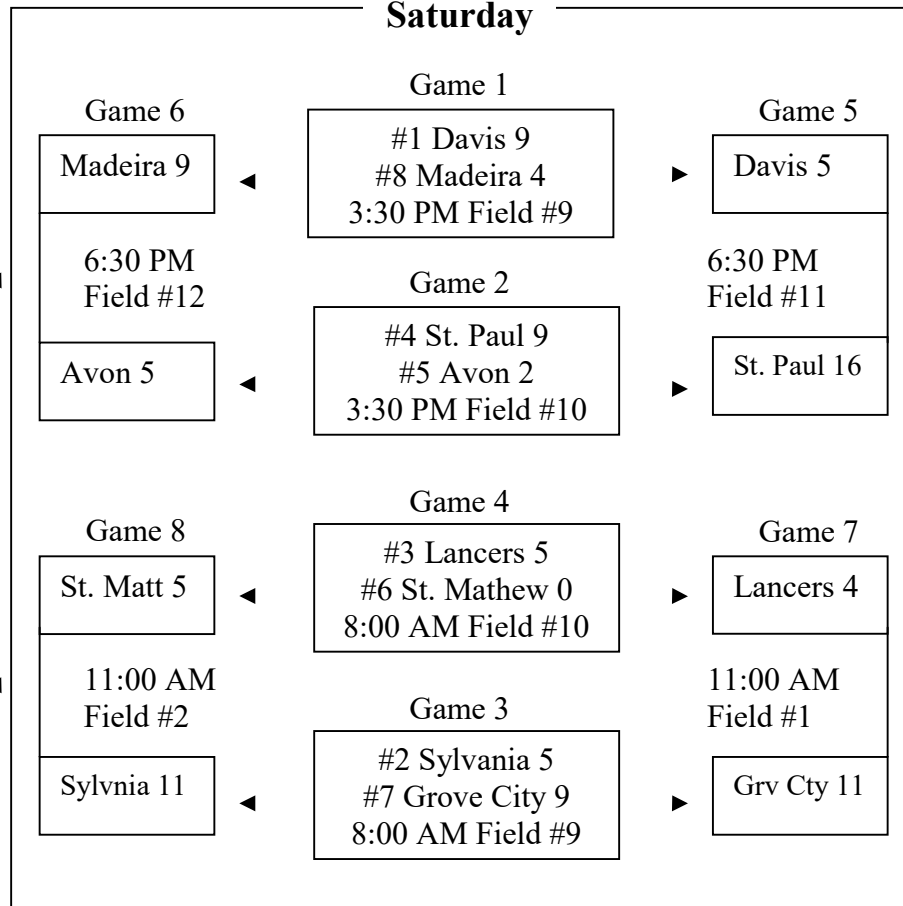 Saturday
Game 1
Game 6
Game 5
#1 Davis 9
#8 Madeira 4
3:30 PM Field #9
Madeira 9
Davis 5
6:30 PM
Field #12
6:30 PM
Field #11
Game 2
#4 St. Paul 9
#5 Avon 2
3:30 PM Field #10
Avon 5
St. Paul 16
Game 4
Game 8
Game 7
#3 Lancers 5
#6 St. Mathew 0
8:00 AM Field #10
St. Matt 5
Lancers 4
11:00 AM
Field #2
11:00 AM
Field #1
Game 3
#2 Sylvania 5
#7 Grove City 9
8:00 AM Field #9
Sylvnia 11
Grv Cty 11